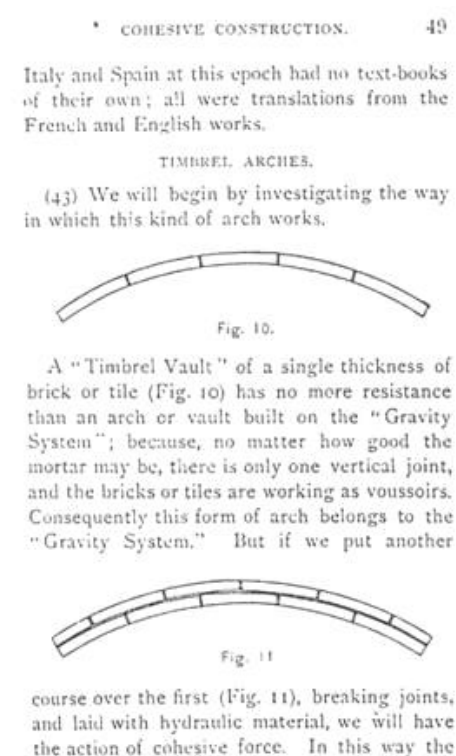 COHESIVE CONSTRUCTION. 49
Italy and Spain at this epoch had no text-books
of their own; all were translations from the
French and English works.
TIMBREL ARCHES.
(43) We will begin by investigating the way
in which this kind of arch works.
Fig. 10.
A "Timbrel Vault" of a single thickness of
brick or tile (Fig. 10) has no more resistance
than an arch or vault built on the "Gravity
System"; because, no matter how good the
mortar may be, there is only one vertical joint,
and the bricks or tiles are working as voussoirs.
Consequently this form of arch belongs to the
"Gravity System." But if we put another
Fig. 11
course over the first (Fig. 11), breaking joints,
and laid with hydraulic material, we will have
the action of cohesive force. In this way the